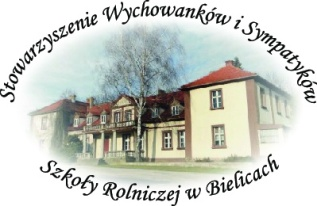 Stowarzyszenie Wychowanków i Sympatyków
Szkoły Rolniczej w Bielicach